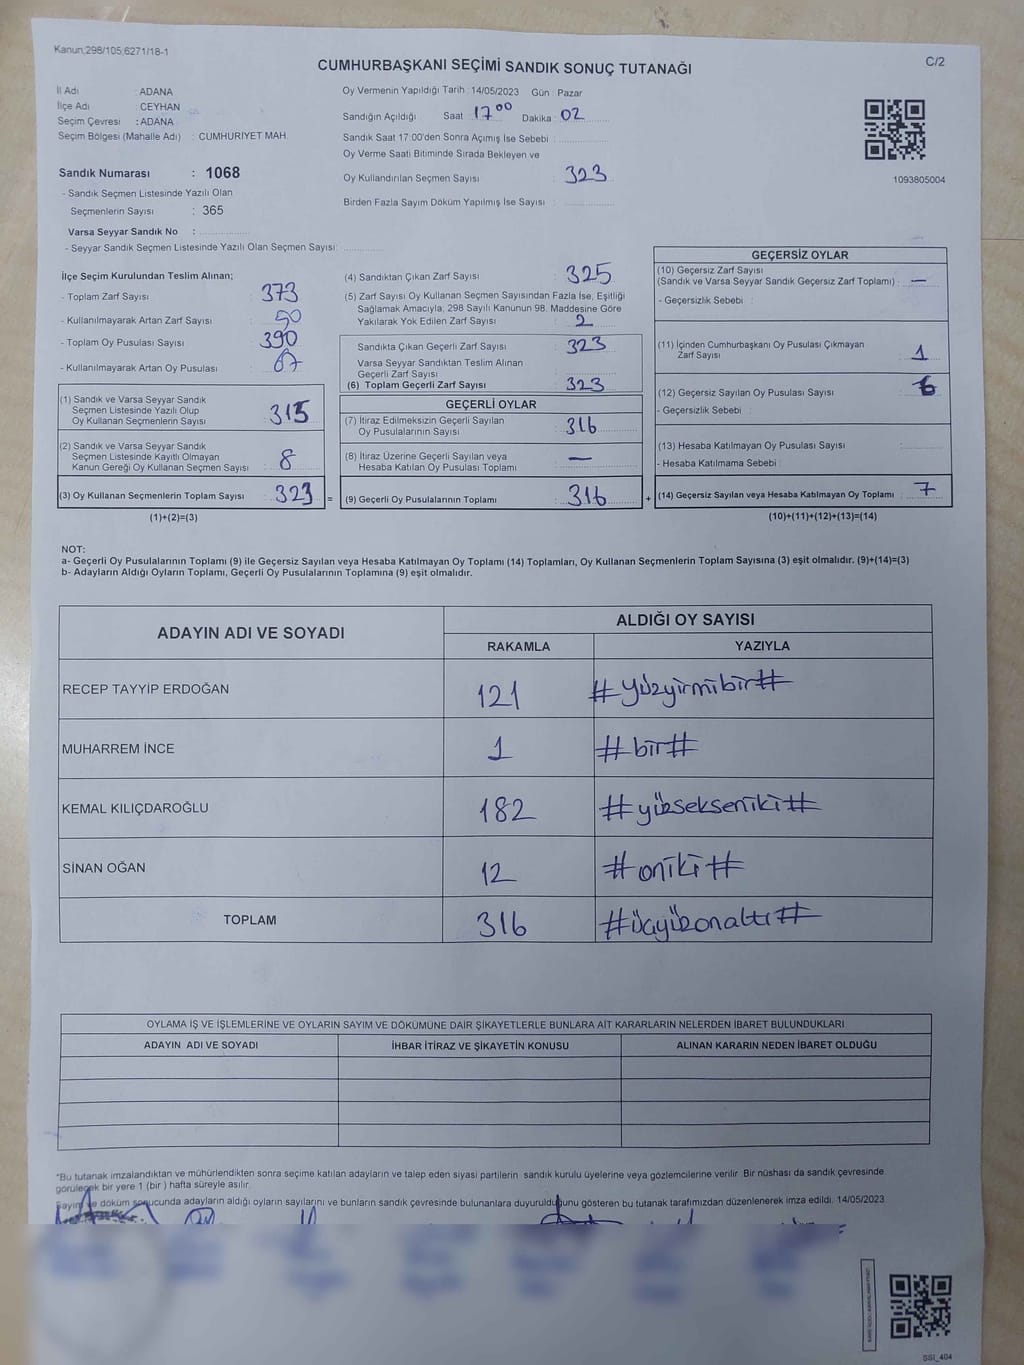 Kanun:298/105,6271/18-1
C/2
CUMHURBAŞKANI SEÇİMİ SANDIK SONUÇ TUTANAĞI
İl Adı : ADANA
İlçe Adı : CEYHAN
Seçim Çevresi : ADANA
Seçim Bölgesi (Mahalle Adı) : CUMHURIYET MAH.
Sandık Numarası : 1068
- Sandık Seçmen Listesinde Yazılı Olan
Seçmenlerin Sayısı : 365
Varsa Seyyar Sandık No :
- Seyyar Sandık Seçmen Listesinde Yazılı Olan Seçmen Sayısı:
Oy Vermenin Yapıldığı Tarih : 14/05/2023 Gün : Pazar
Sandığın Açıldığı Saat 17 00 Dakika : 02
Sandık Saat 17:00'den Sonra Açımış İse Sebebi :
Oy Verme Saati Bitiminde Sırada Bekleyen ve
Oy Kullandırılan Seçmen Sayısı : 323
Birden Fazla Sayım Döküm Yapılmış İse Sayısı :
1093805004
İlçe Seçim Kurulundan Teslim Alınan;
- Toplam Zarf Sayısı : 373
- Kullanılmayarak Artan Zarf Sayısı : 50
- Toplam Oy Pusulası Sayısı : 390
- Kullanılmayarak Artan Oy Pusulası : 67
(1) Sandık ve Varsa Seyyar Sandık
Seçmen Listesinde Yazılı Olup
Oy Kullanan Seçmenlerin Sayısı : 315
(2) Sandık ve Varsa Seyyar Sandık
Seçmen Listesinde Kayıtlı Olmayan
Kanun Gereği Oy Kullanan Seçmen Sayısı : 8
(3) Oy Kullanan Seçmenlerin Toplam Sayısı : 323 =
(1)+(2)=(3)
(4) Sandıktan Çıkan Zarf Sayısı : 325
(5) Zarf Sayısı Oy Kullanan Seçmen Sayısından Fazla İse, Eşitliği
Sağlamak Amacıyla; 298 Sayılı Kanunun 98. Maddesine Göre
Yakılarak Yok Edilen Zarf Sayısı : 2
Sandıkta Çıkan Geçerli Zarf Sayısı : 323
Varsa Seyyar Sandıktan Teslim Alınan
Geçerli Zarf Sayısı :
(6) Toplam Geçerli Zarf Sayısı : 323
GEÇERLİ OYLAR
(7) İtiraz Edilmeksizin Geçerli Sayılan
Oy Pusulalarının Sayısı : 316
(8) İtiraz Üzerine Geçerli Sayılan veya
Hesaba Katılan Oy Pusulası Toplamı : —
(9) Geçerli Oy Pusulalarının Toplamı : 316 +
GEÇERSİZ OYLAR
(10) Geçersiz Zarf Sayısı
(Sandık ve Varsa Seyyar Sandık Geçersiz Zarf Toplamı) : —
- Geçersizlik Sebebi :
(11) İçinden Cumhurbaşkanı Oy Pusulası Çıkmayan
Zarf Sayısı : 1
(12) Geçersiz Sayılan Oy Pusulası Sayısı : 6
- Geçersizlik Sebebi :
(13) Hesaba Katılmayan Oy Pusulası Sayısı :
- Hesaba Katılmama Sebebi :
(14) Geçersiz Sayılan veya Hesaba Katılmayan Oy Toplamı : 7
(10)+(11)+(12)+(13)=(14)
NOT:
a- Geçerli Oy Pusulalarının Toplamı (9) ile Geçersiz Sayılan veya Hesaba Katılmayan Oy Toplamı (14) Toplamları, Oy Kullanan Seçmenlerin Toplam Sayısına (3) eşit olmalıdır. (9)+(14)=(3)
b- Adayların Aldığı Oyların Toplamı, Geçerli Oy Pusulalarının Toplamına (9) eşit olmalıdır.
ADAYIN ADI VE SOYADI
ALDIĞI OY SAYISI
RAKAMLA YAZIYLA
RECEP TAYYİP ERDOĞAN 121 #yüzyirmibir#
MUHARREM İNCE 1 #bir#
KEMAL KILIÇDAROĞLU 182 #yüksekseniki#
SİNAN OĞAN 12 #oniki#
TOPLAM 316 #üçyüzonaltı#
OYLAMA İŞ VE İŞLEMLERİNE VE OYLARIN SAYIM VE DÖKÜMÜNE DAİR ŞİKAYETLERLE BUNLARA AİT KARARLARIN NELERDEN İBARET BULUNDUKLARI
ADAYIN ADI VE SOYADI İHBAR İTİRAZ VE ŞİKAYETİN KONUSU ALINAN KARARIN NEDEN İBARET OLDUĞU
*Bu tutanak imzalandıktan ve mühürlendikten sonra seçime katılan adayların ve talep eden siyasi partilerin sandık kurulu üyelerine veya gözlemcilerine verilir. Bir nüshası da sandık çevresinde
görülecek bir yere 1 (bir ) hafta süreyle asılır.
Sayım ve döküm sonucunda adayların aldığı oyların sayılarını ve bunların sandık çevresinde bulunanlara duyurulduğunu gösteren bu tutanak tarafımızdan düzenlenerek imza edildi. 14/05/2023
SSI_404